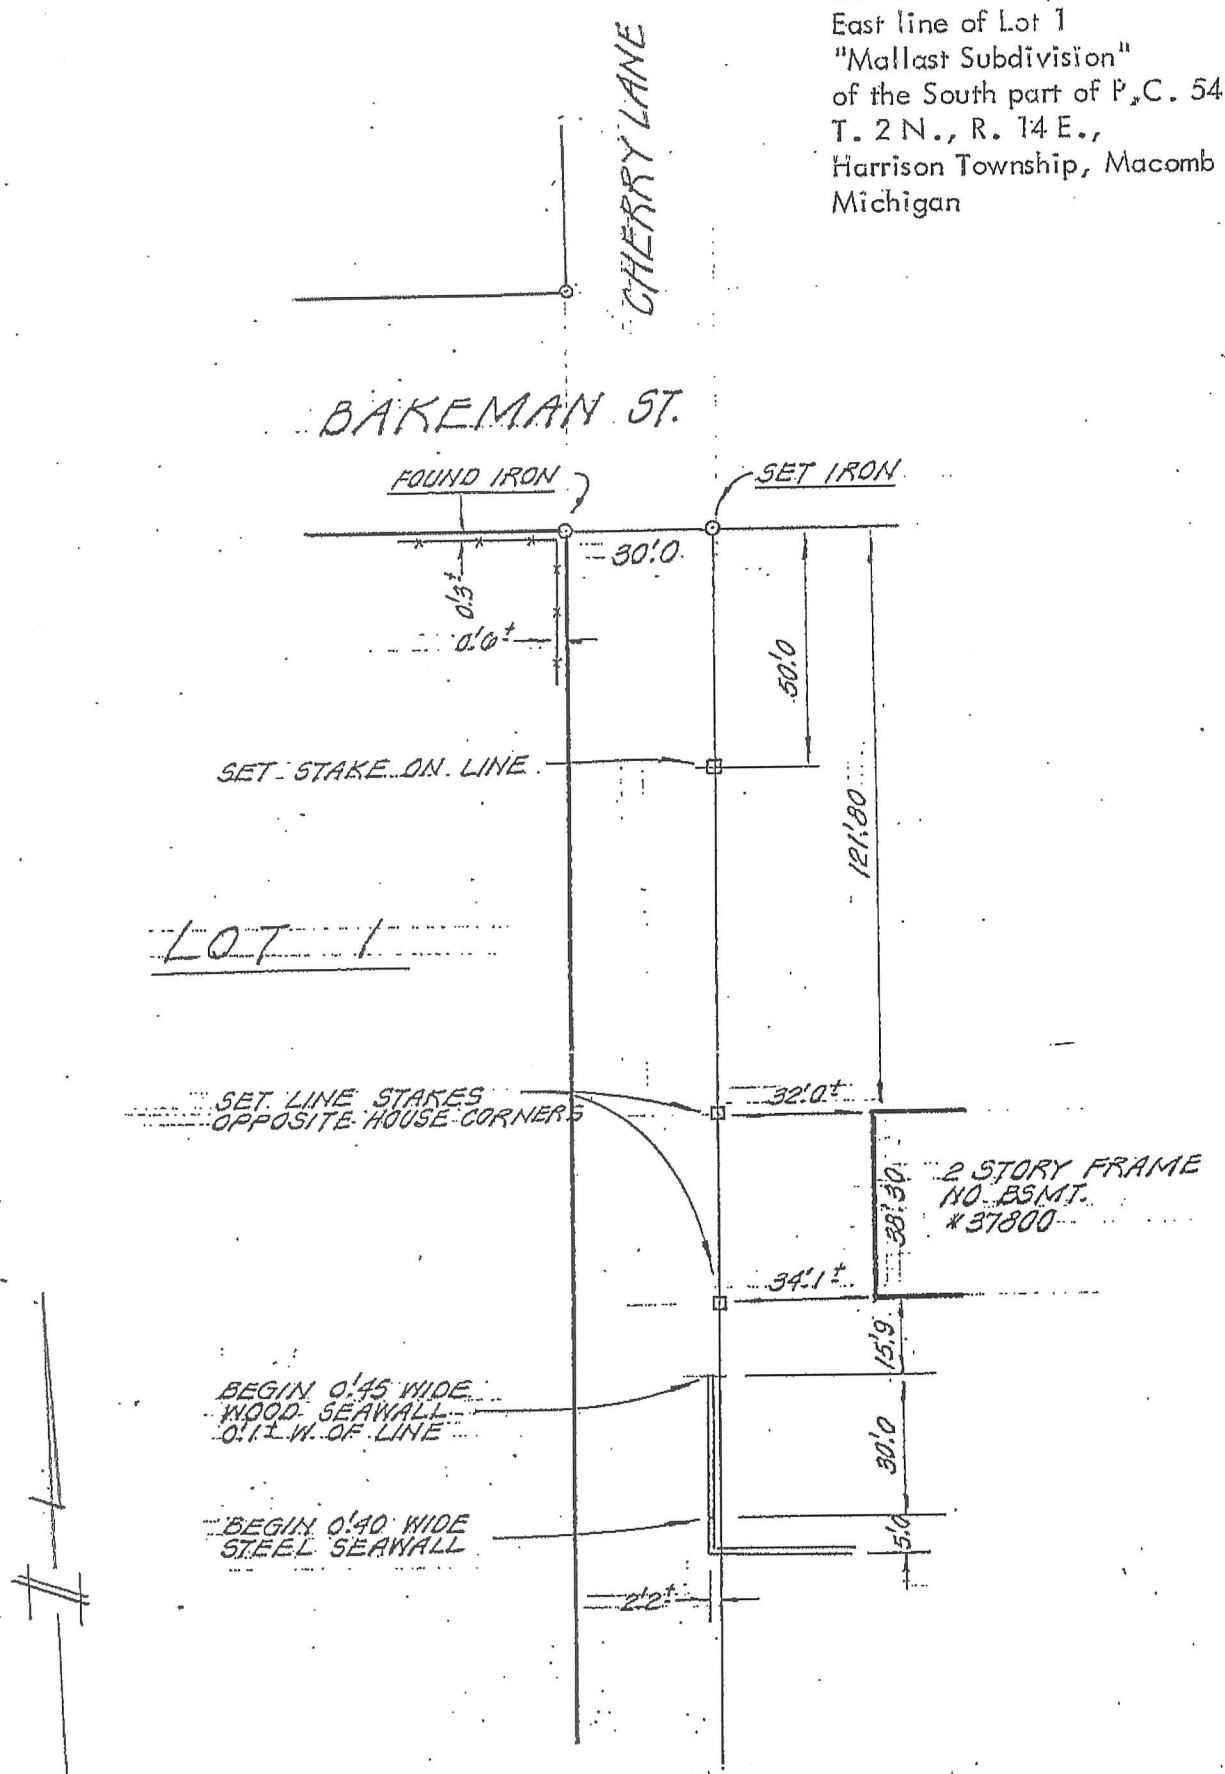 East line of Lot 1
"Mallast Subdivision"
of the South part of P.C. 54
T. 2 N., R. 14 E.,
Harrison Township, Macomb
Michigan
CHERRY LANE
BAKEMAN ST.
FOUND IRON
SET IRON
30.'0
0.'3±
0.'6±
50.'0
SET STAKE ON LINE
121.'80
LOT 1
SET LINE STAKES
OPPOSITE HOUSE CORNERS
32.'0±
38.'30
2 STORY FRAME
NO BSMT.
#37800
34.'1±
15.'9
BEGIN 0.'45 WIDE
WOOD SEAWALL
0.'1± W. OF LINE
30.'0
BEGIN 0.'40 WIDE
STEEL SEAWALL
5.'0
2.'2±